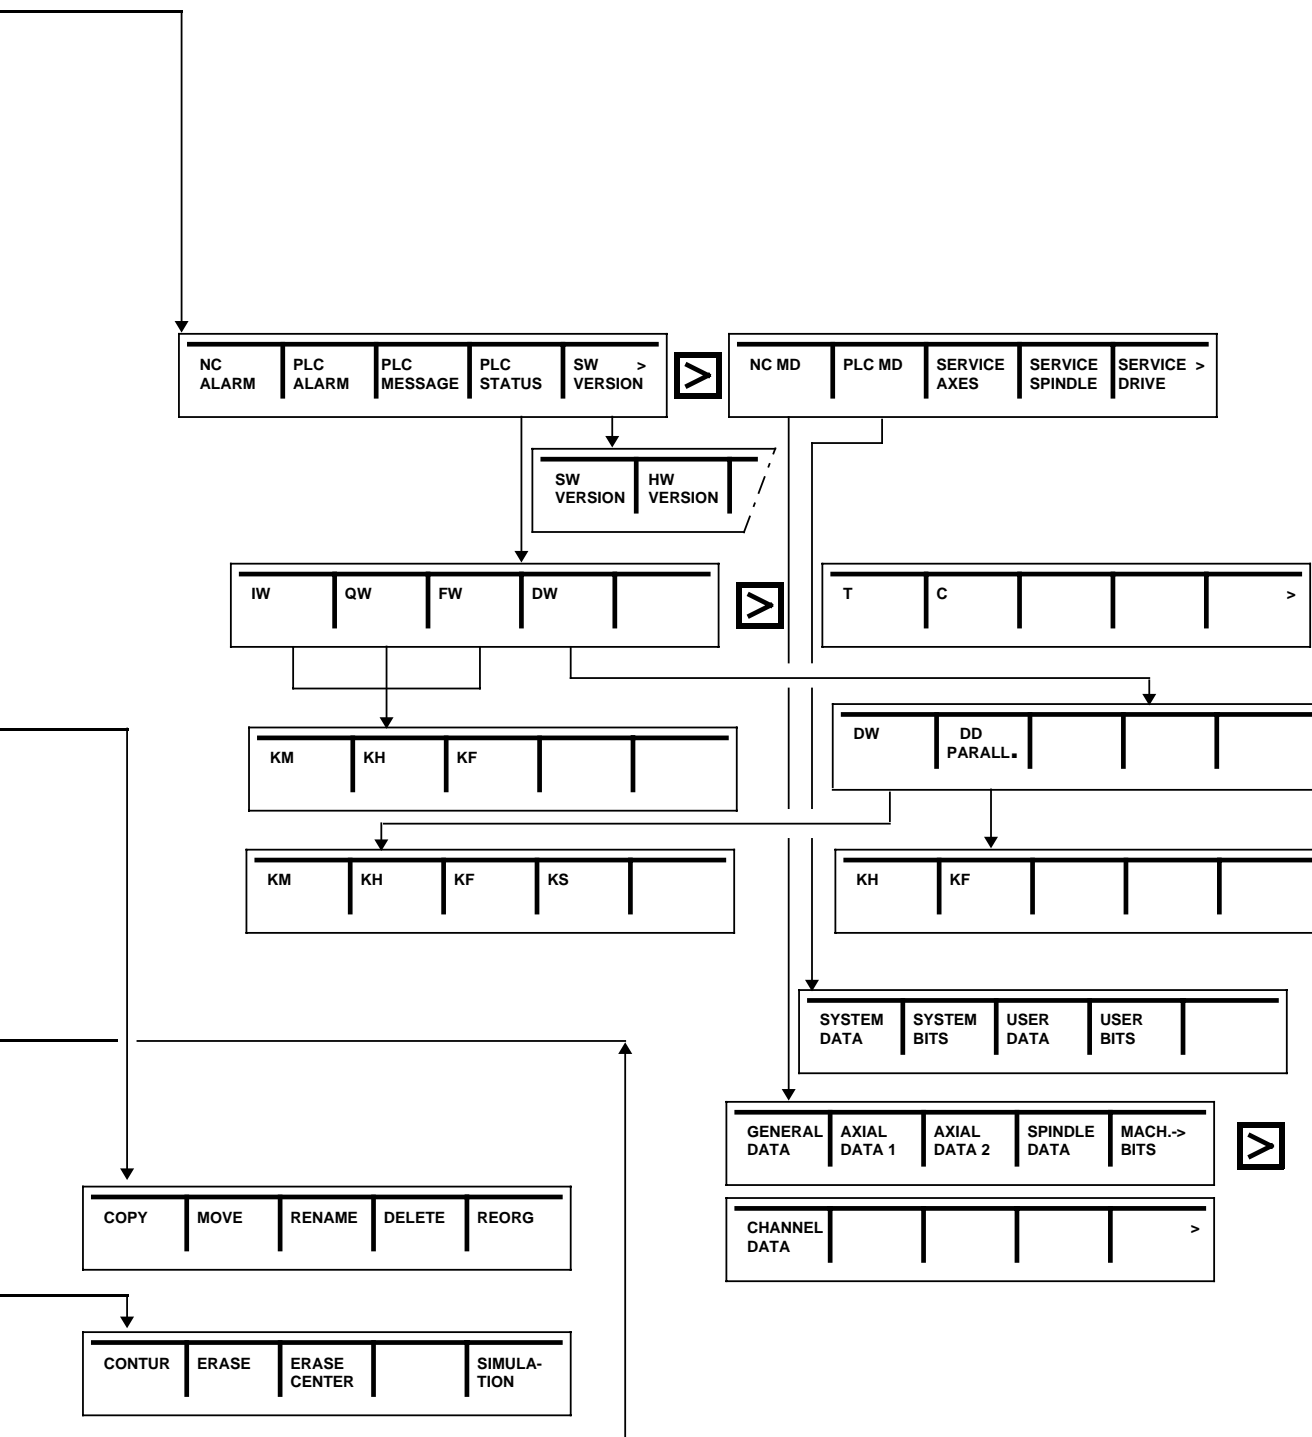 NC
ALARM
PLC
ALARM
PLC
MESSAGE
PLC
STATUS
SW >
VERSION
>
NC MD
PLC MD
SERVICE
AXES
SERVICE
SPINDLE
SERVICE >
DRIVE
SW
VERSION
HW
VERSION
IW
QW
FW
DW
>
T
C
>
DW
DD
PARALL.
KM
KH
KF
KM
KH
KF
KS
KH
KF
SYSTEM
DATA
SYSTEM
BITS
USER
DATA
USER
BITS
GENERAL
DATA
AXIAL
DATA 1
AXIAL
DATA 2
SPINDLE
DATA
MACH.->
BITS
>
COPY
MOVE
RENAME
DELETE
REORG
CHANNEL
DATA
>
CONTUR
ERASE
ERASE
CENTER
SIMULA-
TION